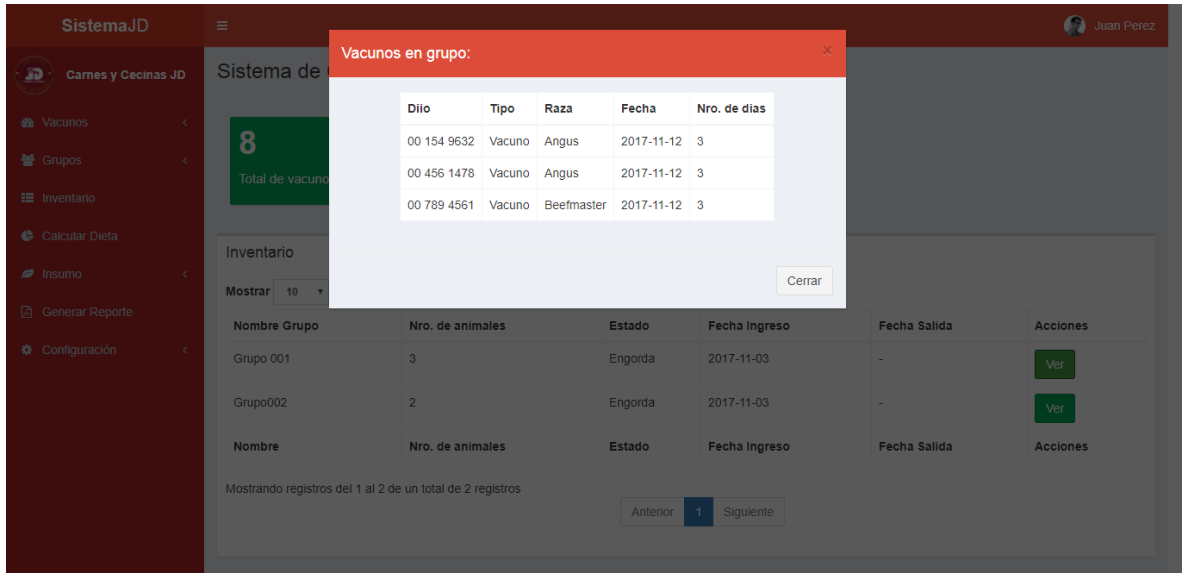 SistemaJD
Juan Perez
Carnes y Cecinas JD
Vacunos
Grupos
Inventario
Calcular Dieta
Insumo
Generar Reporte
Configuración
Sistema de
8
Total de vacuno
Vacunos en grupo: ×
Diio Tipo Raza Fecha Nro. de dias
00 154 9632 Vacuno Angus 2017-11-12 3
00 456 1478 Vacuno Angus 2017-11-12 3
00 789 4561 Vacuno Beefmaster 2017-11-12 3
Cerrar
Inventario
Mostrar 10
Nombre Grupo Nro. de animales Estado Fecha Ingreso Fecha Salida Acciones
Grupo 001 3 Engorda 2017-11-03 - Ver
Grupo002 2 Engorda 2017-11-03 - Ver
Nombre Nro. de animales Estado Fecha Ingreso Fecha Salida Acciones
Mostrando registros del 1 al 2 de un total de 2 registros
Anterior 1 Siguiente